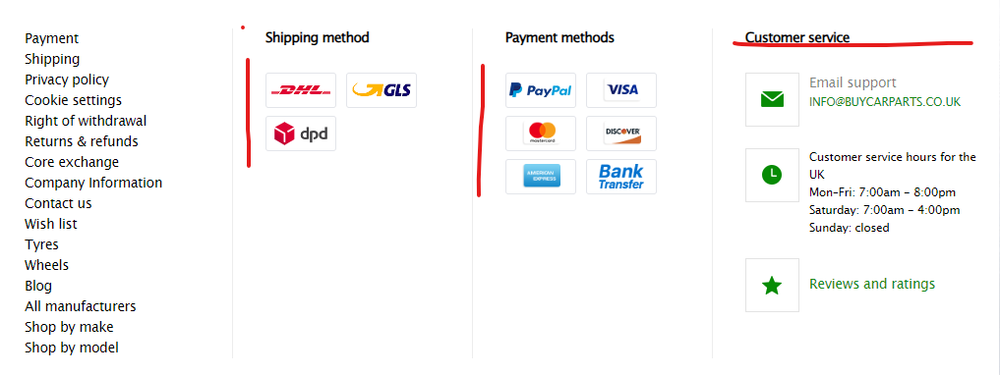 Payment
Shipping
Privacy policy
Cookie settings
Right of withdrawal
Returns & refunds
Core exchange
Company Information
Contact us
Wish list
Tyres
Wheels
Blog
All manufacturers
Shop by make
Shop by model
Shipping method
DHL GLS
dpd
Payment methods
PayPal VISA
mastercard DISCOVER
AMERICAN EXPRESS
Bank Transfer
Customer service
Email support
INFO@BUYCARPARTS.CO.UK
Customer service hours for the
UK
Mon-Fri: 7:00am – 8:00pm
Saturday: 7:00am – 4:00pm
Sunday: closed
Reviews and ratings